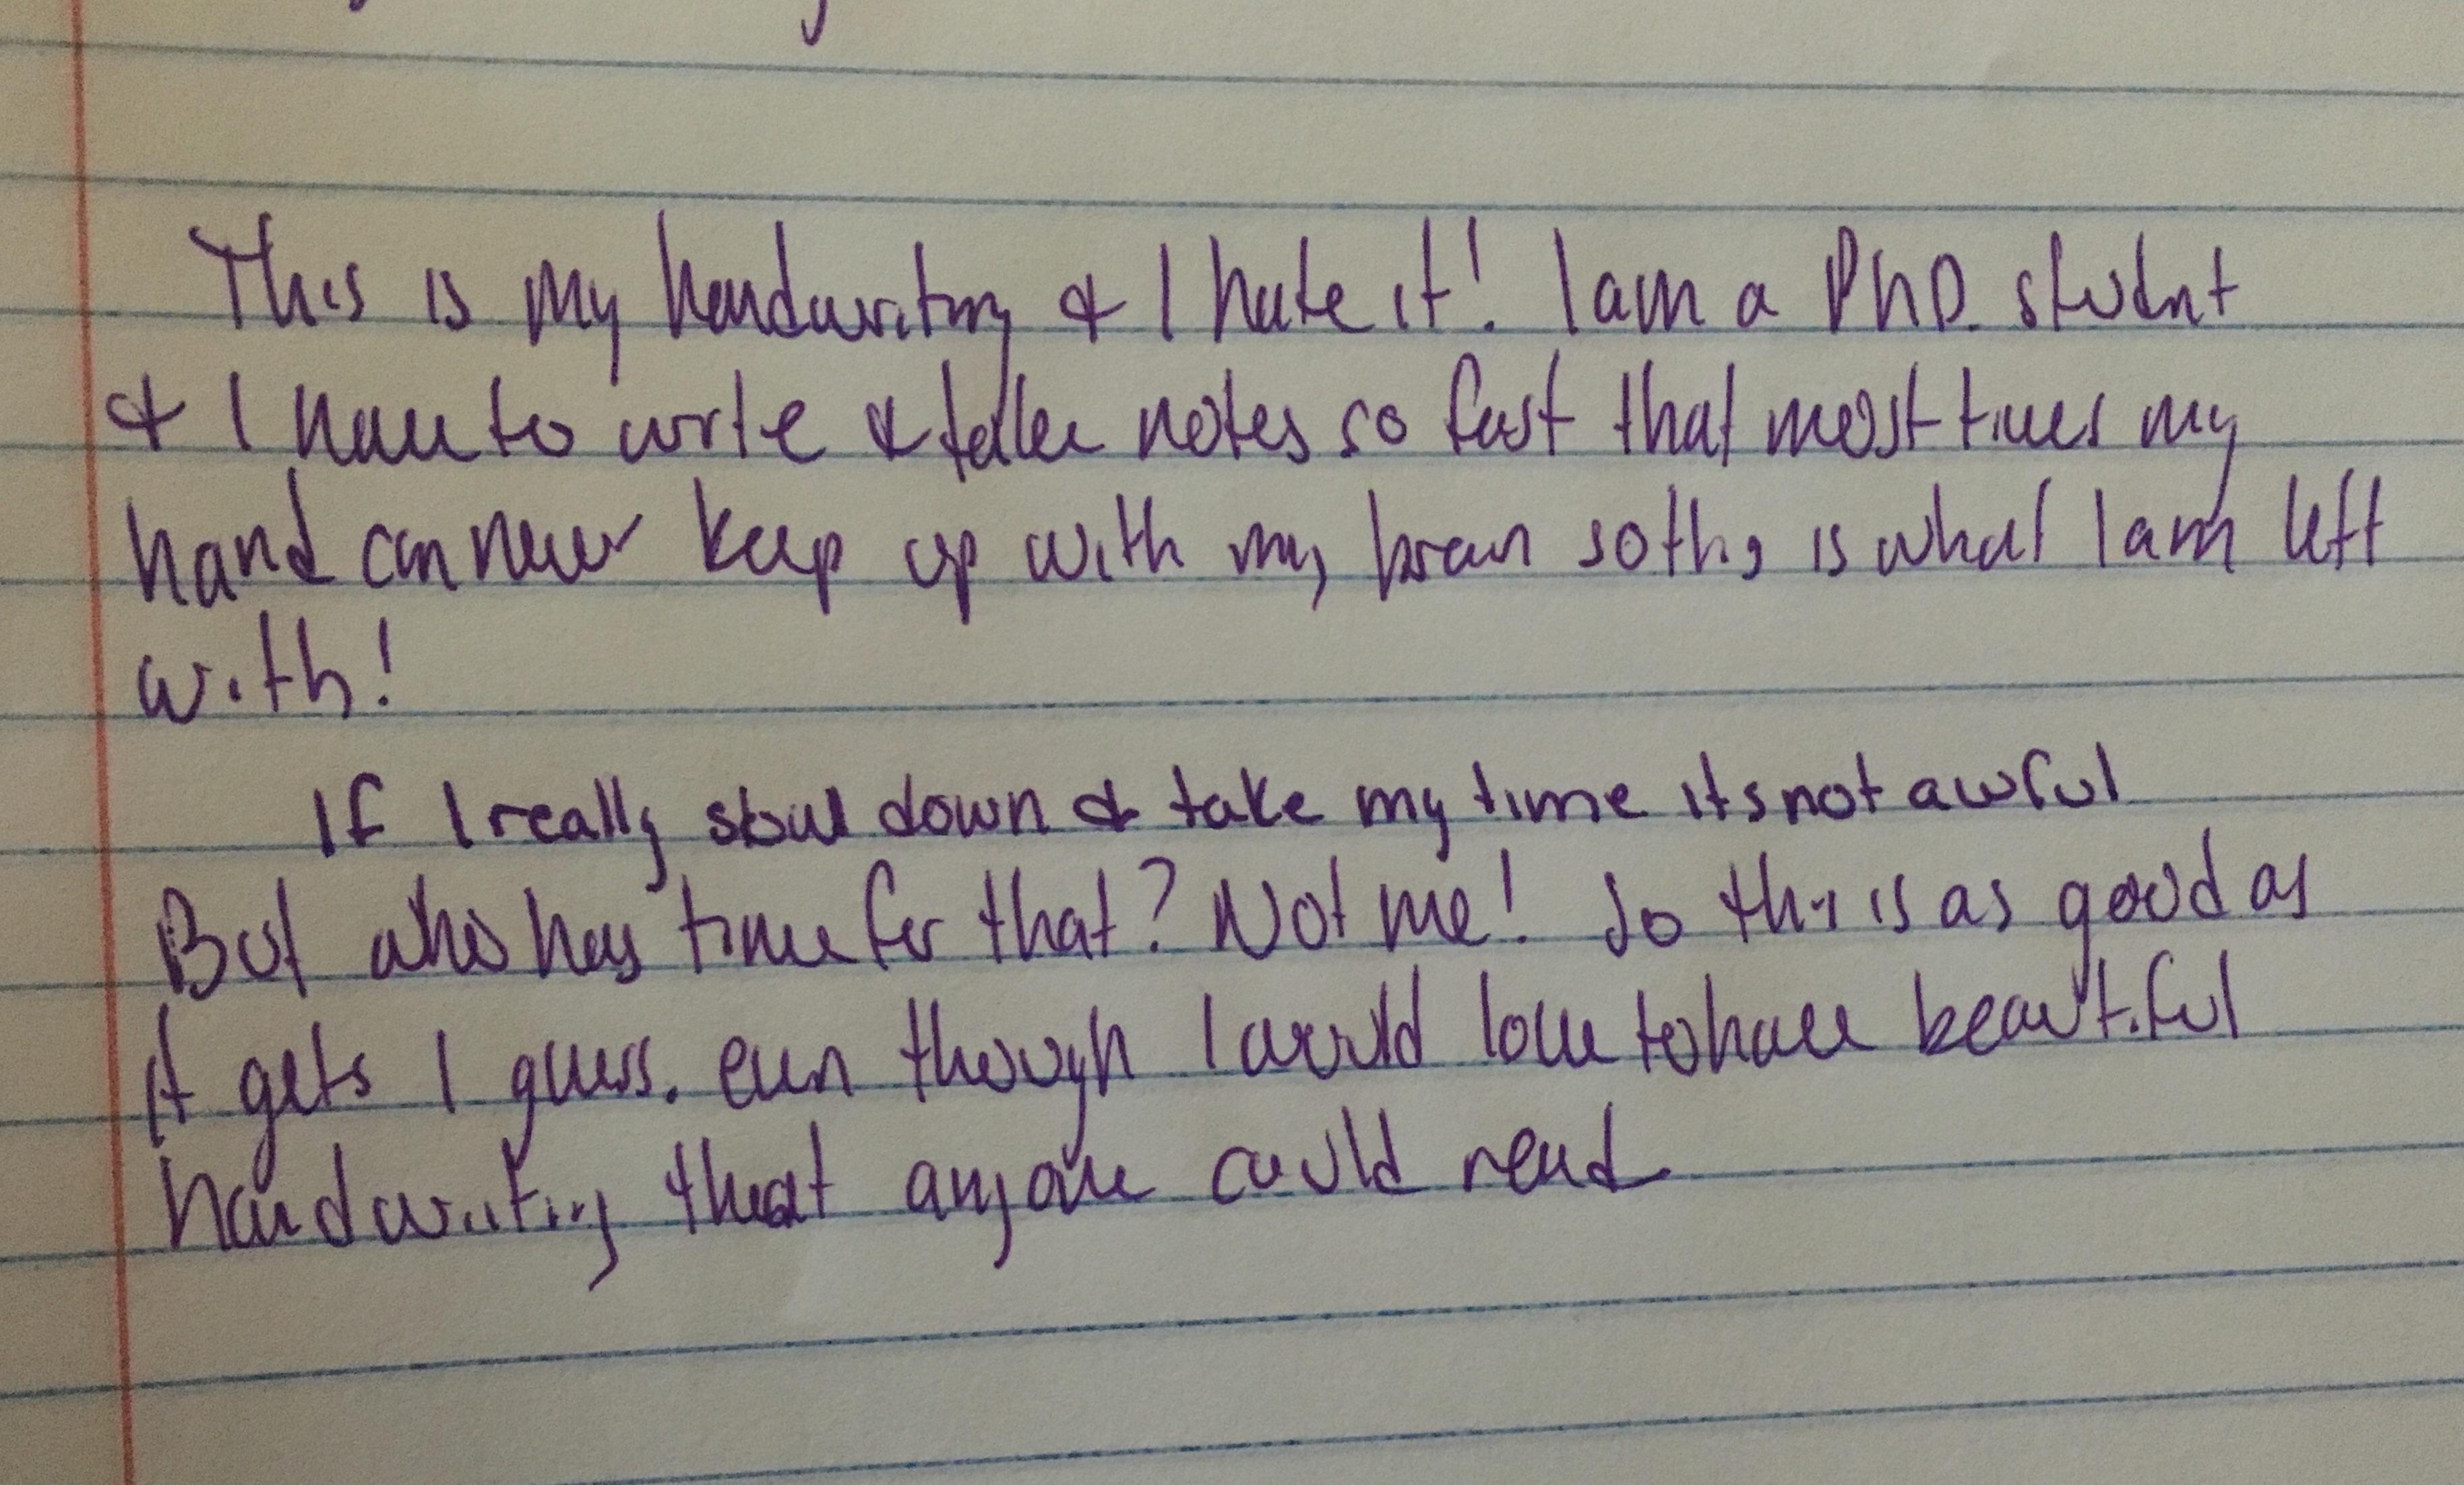 This is my handwriting & I hate it! I am a PhD. student
& I have to write & take notes so fast that most times my
hand can never keep up with my brain so this is what I am left
with!
If I really slow down & take my time its not awful
But who has time for that? Not me! So this is as good as
it gets I guess. even though I would love to have beautiful
handwriting that anyone could read